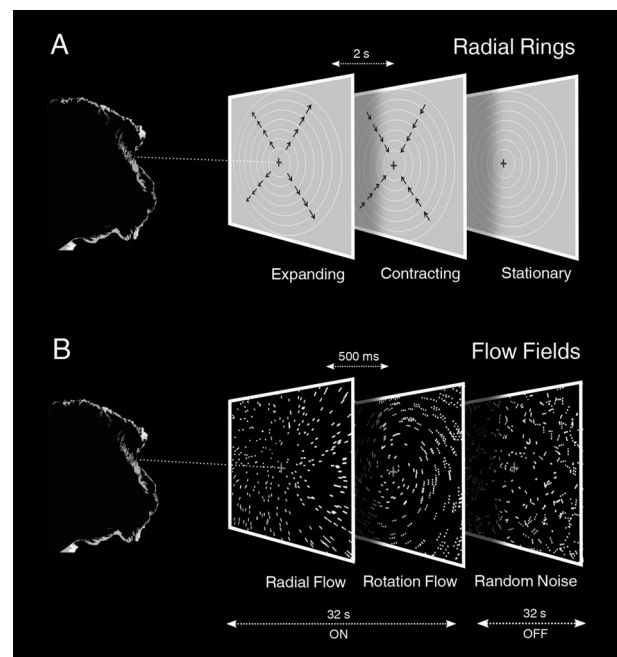 A
Radial Rings
2 s
Expanding
Contracting
Stationary
B
Flow Fields
500 ms
Radial Flow
Rotation Flow
Random Noise
32 s
ON
32 s
OFF